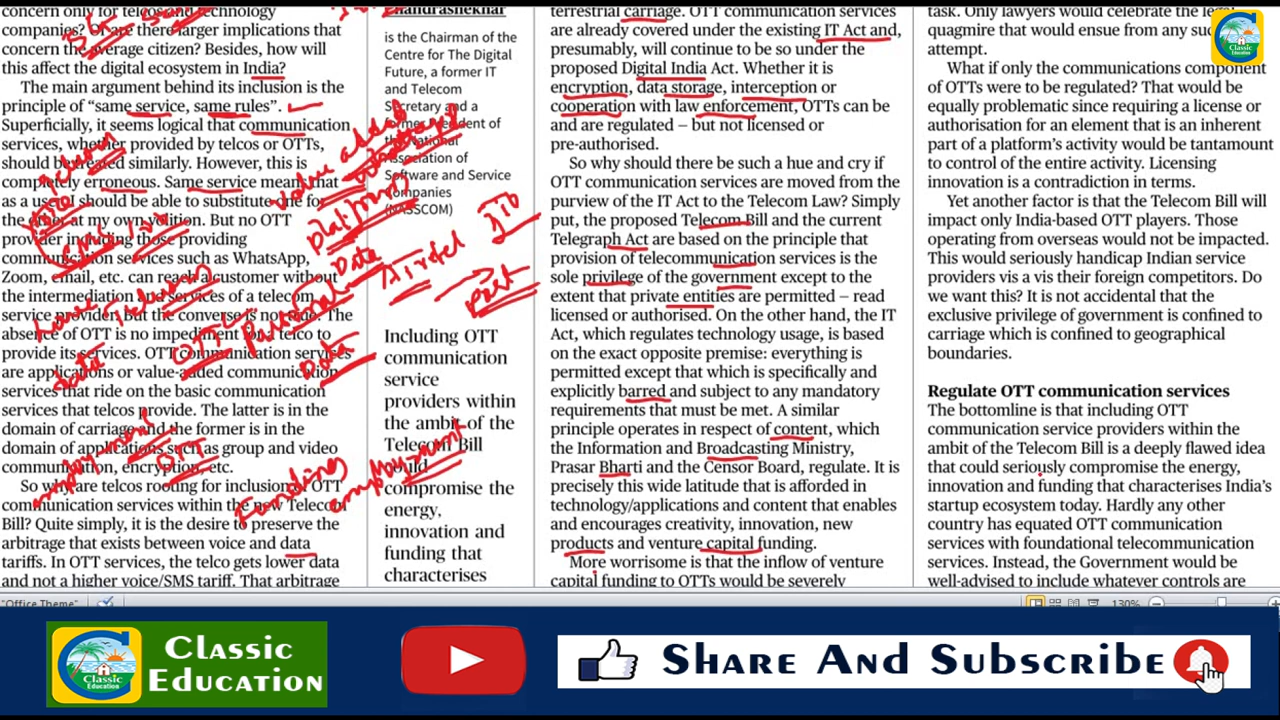 concern only for telcos and technology
companies? Or are there larger implications that
concern the average citizen? Besides, how will
this affect the digital ecosystem in India?
The main argument behind its inclusion is the
principle of “same service, same rules”.
Superficially, it seems logical that communication
services, whether provided by telcos or OTTs,
should be treated similarly. However, this is
completely erroneous. Same service means that
as a user I should be able to substitute one for
the other at my own volition. But no OTT
provider including those providing
communication services such as WhatsApp,
Zoom, email, etc. can reach a customer without
the intermediation and services of a telecom
service provider. But the converse is not true. The
absence of OTT is no impediment for a telco to
provide its services. OTT communication services
are applications or value-added communication
services that ride on the basic communication
services that telcos provide. The latter is in the
domain of carriage and the former is in the
domain of applications such as group and video
communication, encryption, etc.
So why are telcos rooting for inclusion of OTT
communication services within the new Telecom
Bill? Quite simply, it is the desire to preserve the
arbitrage that exists between voice and data
tariffs. In OTT services, the telco gets lower data
and not a higher voice/SMS tariff. That arbitrage
Chandrashekhar
is the Chairman of the
Centre for The Digital
Future, a former IT
and Telecom
Secretary and a
former President of
the National
Association of
Software and Service
Companies
(NASSCOM)
Including OTT
communication
service
providers within
the ambit of the
Telecom Bill
could
compromise the
energy,
innovation and
funding that
characterises
value added
platforms
Data
Airtel
Jio
Port
OTT
Personal
Data
data
employment
OTT
Funding
employment
terrestrial carriage. OTT communication services
are already covered under the existing IT Act and,
presumably, will continue to be so under the
proposed Digital India Act. Whether it is
encryption, data storage, interception or
cooperation with law enforcement, OTTs can be
and are regulated – but not licensed or
pre-authorised.
So why should there be such a hue and cry if
OTT communication services are moved from the
purview of the IT Act to the Telecom Law? Simply
put, the proposed Telecom Bill and the current
Telegraph Act are based on the principle that
provision of telecommunication services is the
sole privilege of the government except to the
extent that private entities are permitted – read
licensed or authorised. On the other hand, the IT
Act, which regulates technology usage, is based
on the exact opposite premise: everything is
permitted except that which is specifically and
explicitly barred and subject to any mandatory
requirements that must be met. A similar
principle operates in respect of content, which
the Information and Broadcasting Ministry,
Prasar Bharti and the Censor Board, regulate. It is
precisely this wide latitude that is afforded in
technology/applications and content that enables
and encourages creativity, innovation, new
products and venture capital funding.
More worrisome is that the inflow of venture
capital funding to OTTs would be severely
task. Only lawyers would celebrate the legal
quagmire that would ensue from any such
attempt.
What if only the communications component
of OTTs were to be regulated? That would be
equally problematic since requiring a license or
authorisation for an element that is an inherent
part of a platform’s activity would be tantamount
to control of the entire activity. Licensing
innovation is a contradiction in terms.
Yet another factor is that the Telecom Bill will
impact only India-based OTT players. Those
operating from overseas would not be impacted.
This would seriously handicap Indian service
providers vis a vis their foreign competitors. Do
we want this? It is not accidental that the
exclusive privilege of government is confined to
carriage which is confined to geographical
boundaries.
Regulate OTT communication services
The bottomline is that including OTT
communication service providers within the
ambit of the Telecom Bill is a deeply flawed idea
that could seriously compromise the energy,
innovation and funding that characterises India’s
startup ecosystem today. Hardly any other
country has equated OTT communication
services with foundational telecommunication
services. Instead, the Government would be
well-advised to include whatever controls are
Classic
Education
"Office Theme"
130%
Classic
Education
Classic
Education
Share And Subscribe